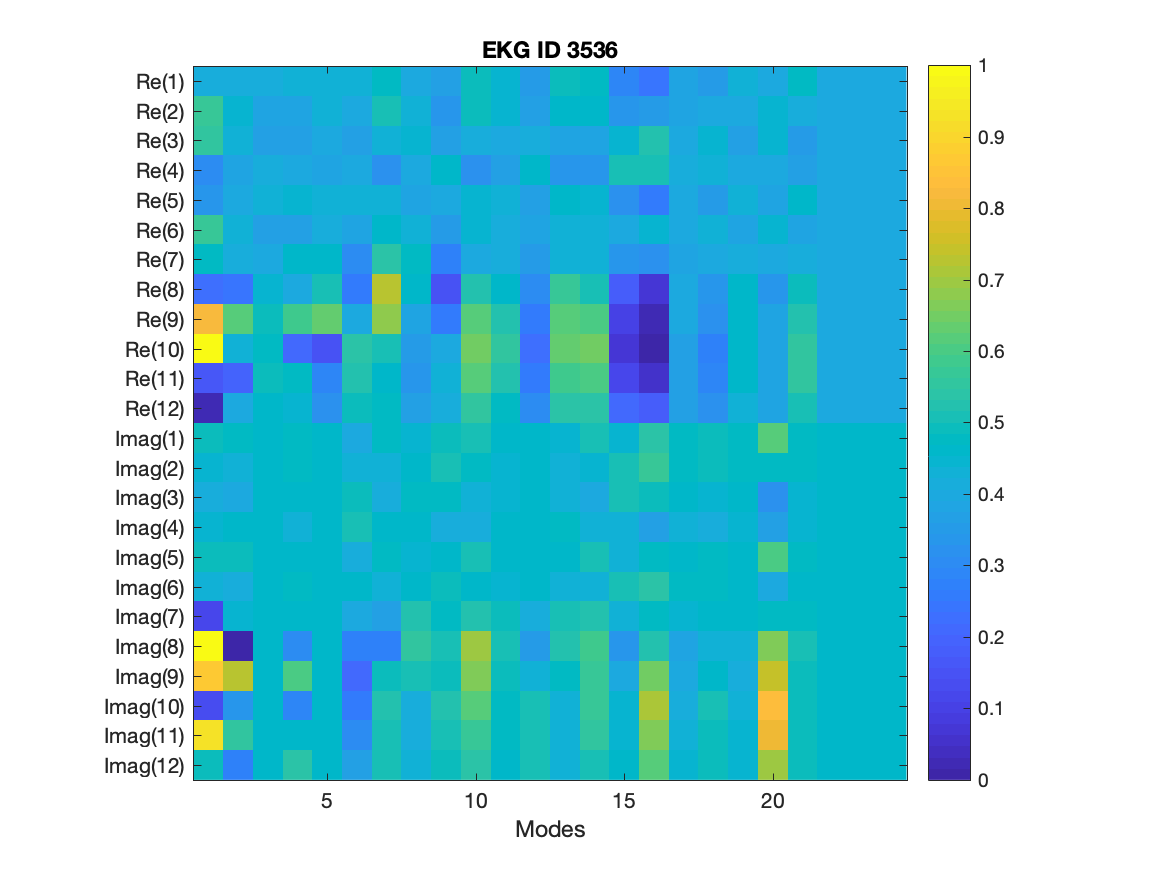 EKG ID 3536
Re(1)
Re(2)
Re(3)
Re(4)
Re(5)
Re(6)
Re(7)
Re(8)
Re(9)
Re(10)
Re(11)
Re(12)
Imag(1)
Imag(2)
Imag(3)
Imag(4)
Imag(5)
Imag(6)
Imag(7)
Imag(8)
Imag(9)
Imag(10)
Imag(11)
Imag(12)
5 10 15 20
Modes
1
0.9
0.8
0.7
0.6
0.5
0.4
0.3
0.2
0.1
0